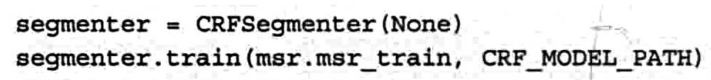 segmenter = CRFSegmenter(None)
segmenter.train(msr.msr_train, CRF_MODEL_PATH)